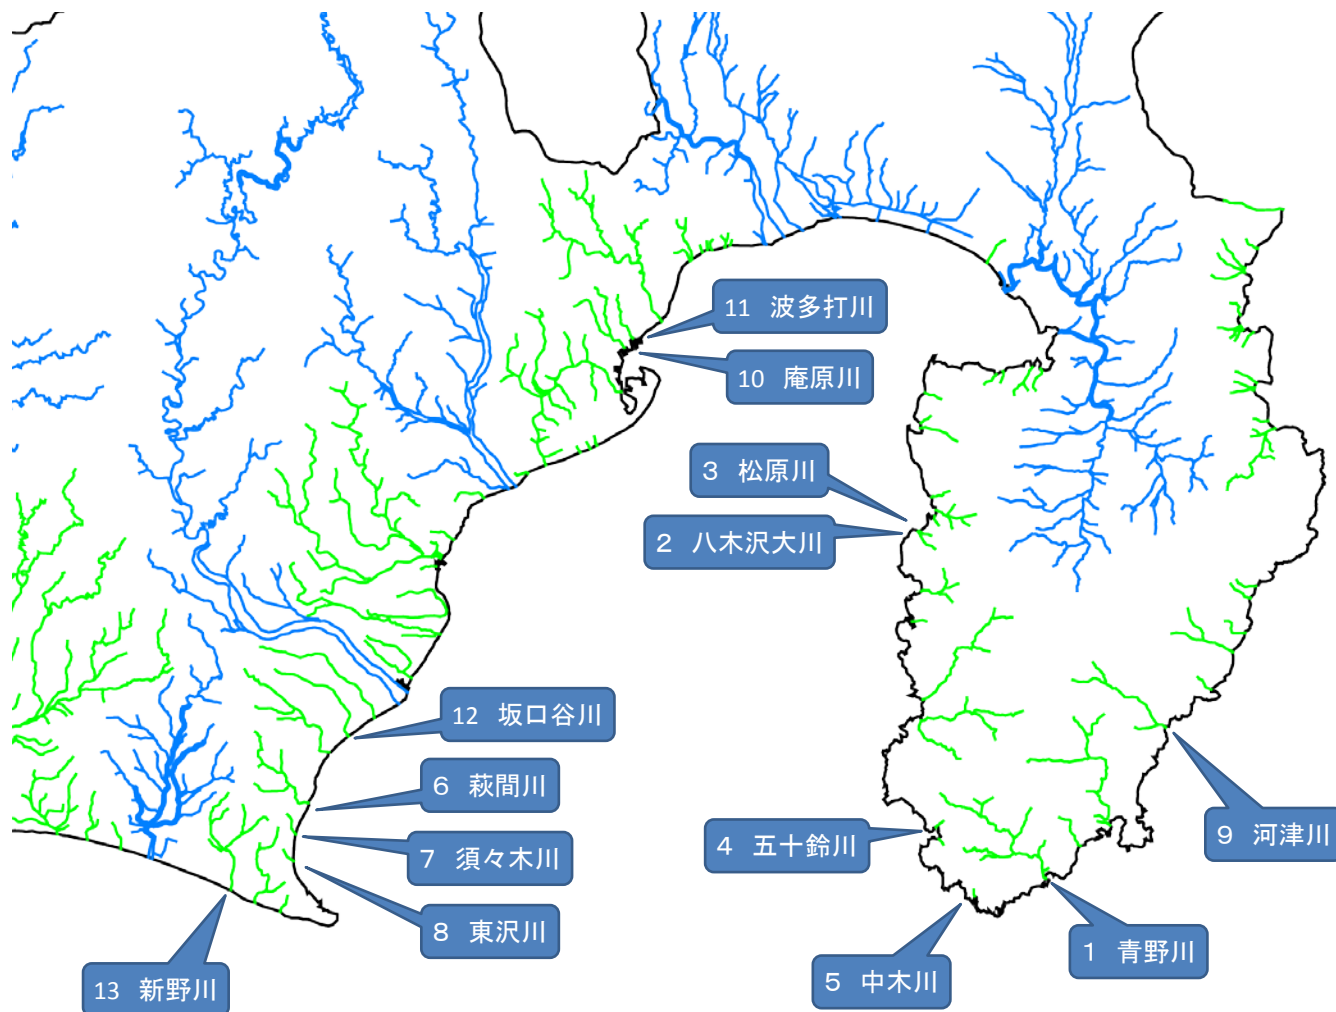 11 波多打川
10 庵原川
3 松原川
2 八木沢大川
12 坂口谷川
6 萩間川
7 須々木川
8 東沢川
13 新野川
4 五十鈴川
9 河津川
1 青野川
5 中木川